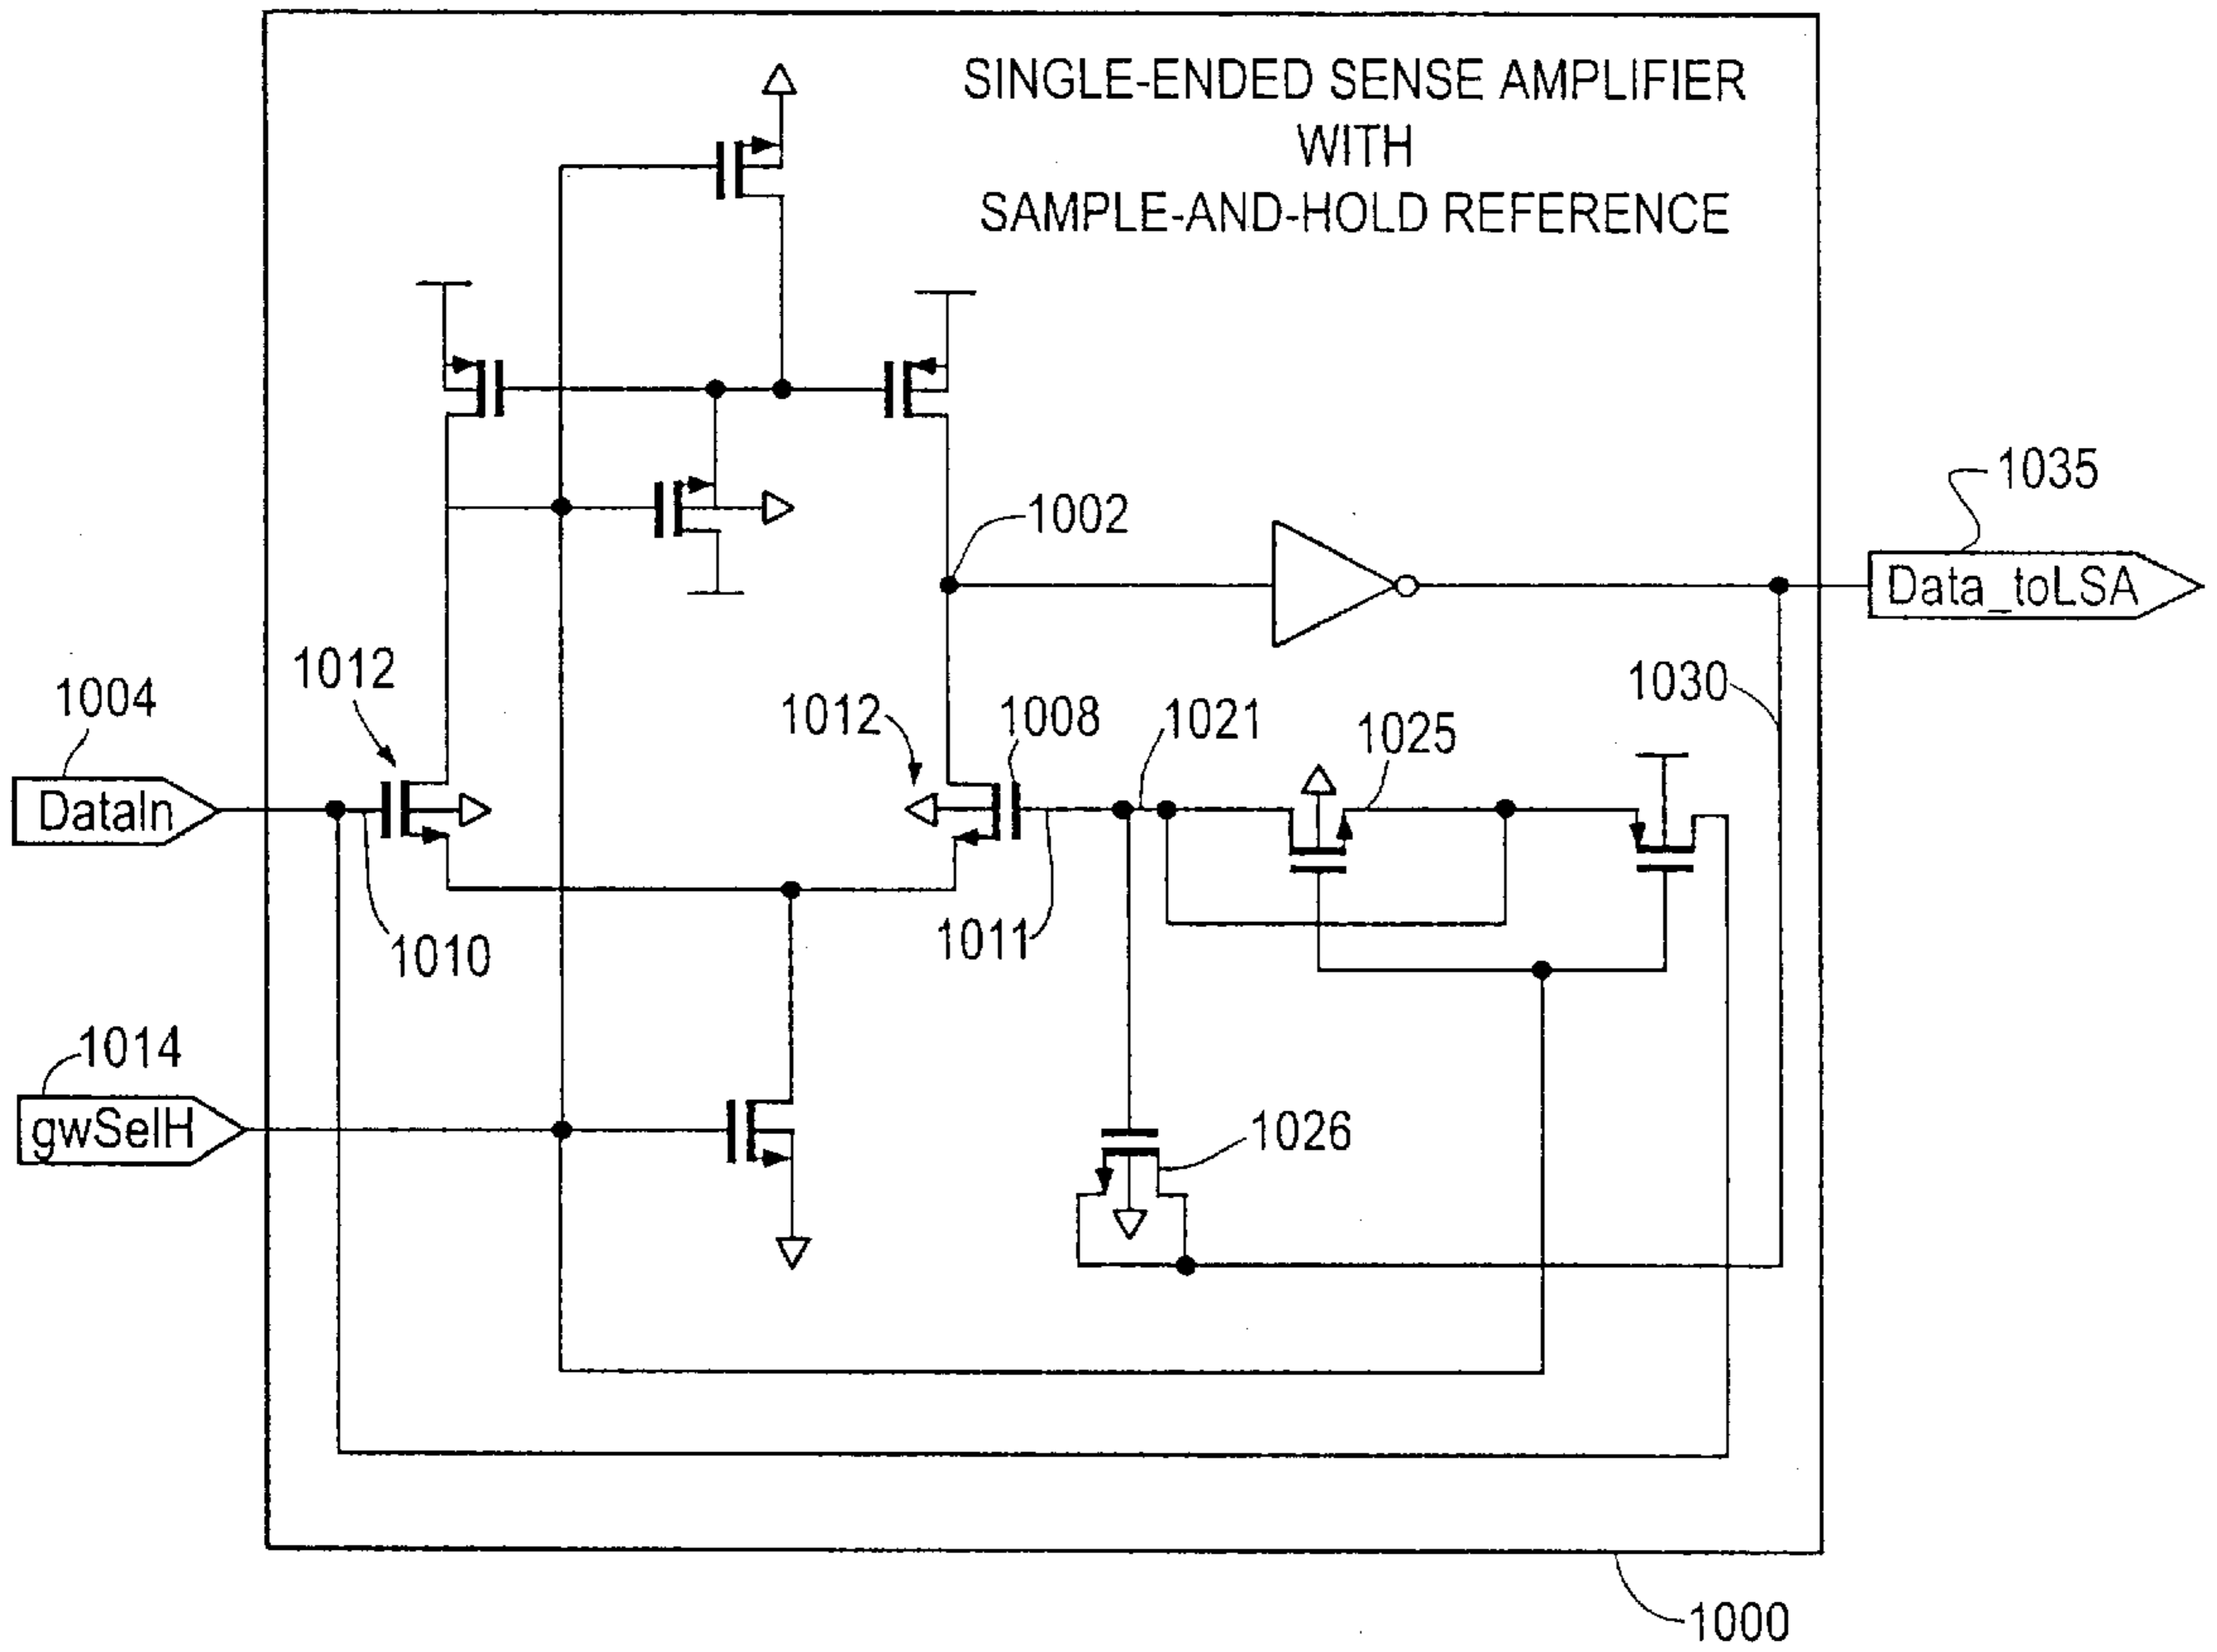 SINGLE-ENDED SENSE AMPLIFIER
WITH
SAMPLE-AND-HOLD REFERENCE
1035
1002
Data_toLSA
1012
1030
1004
1012
1008
1021
1025
DataIn
1010
1011
1014
gwSelH
1026
1000